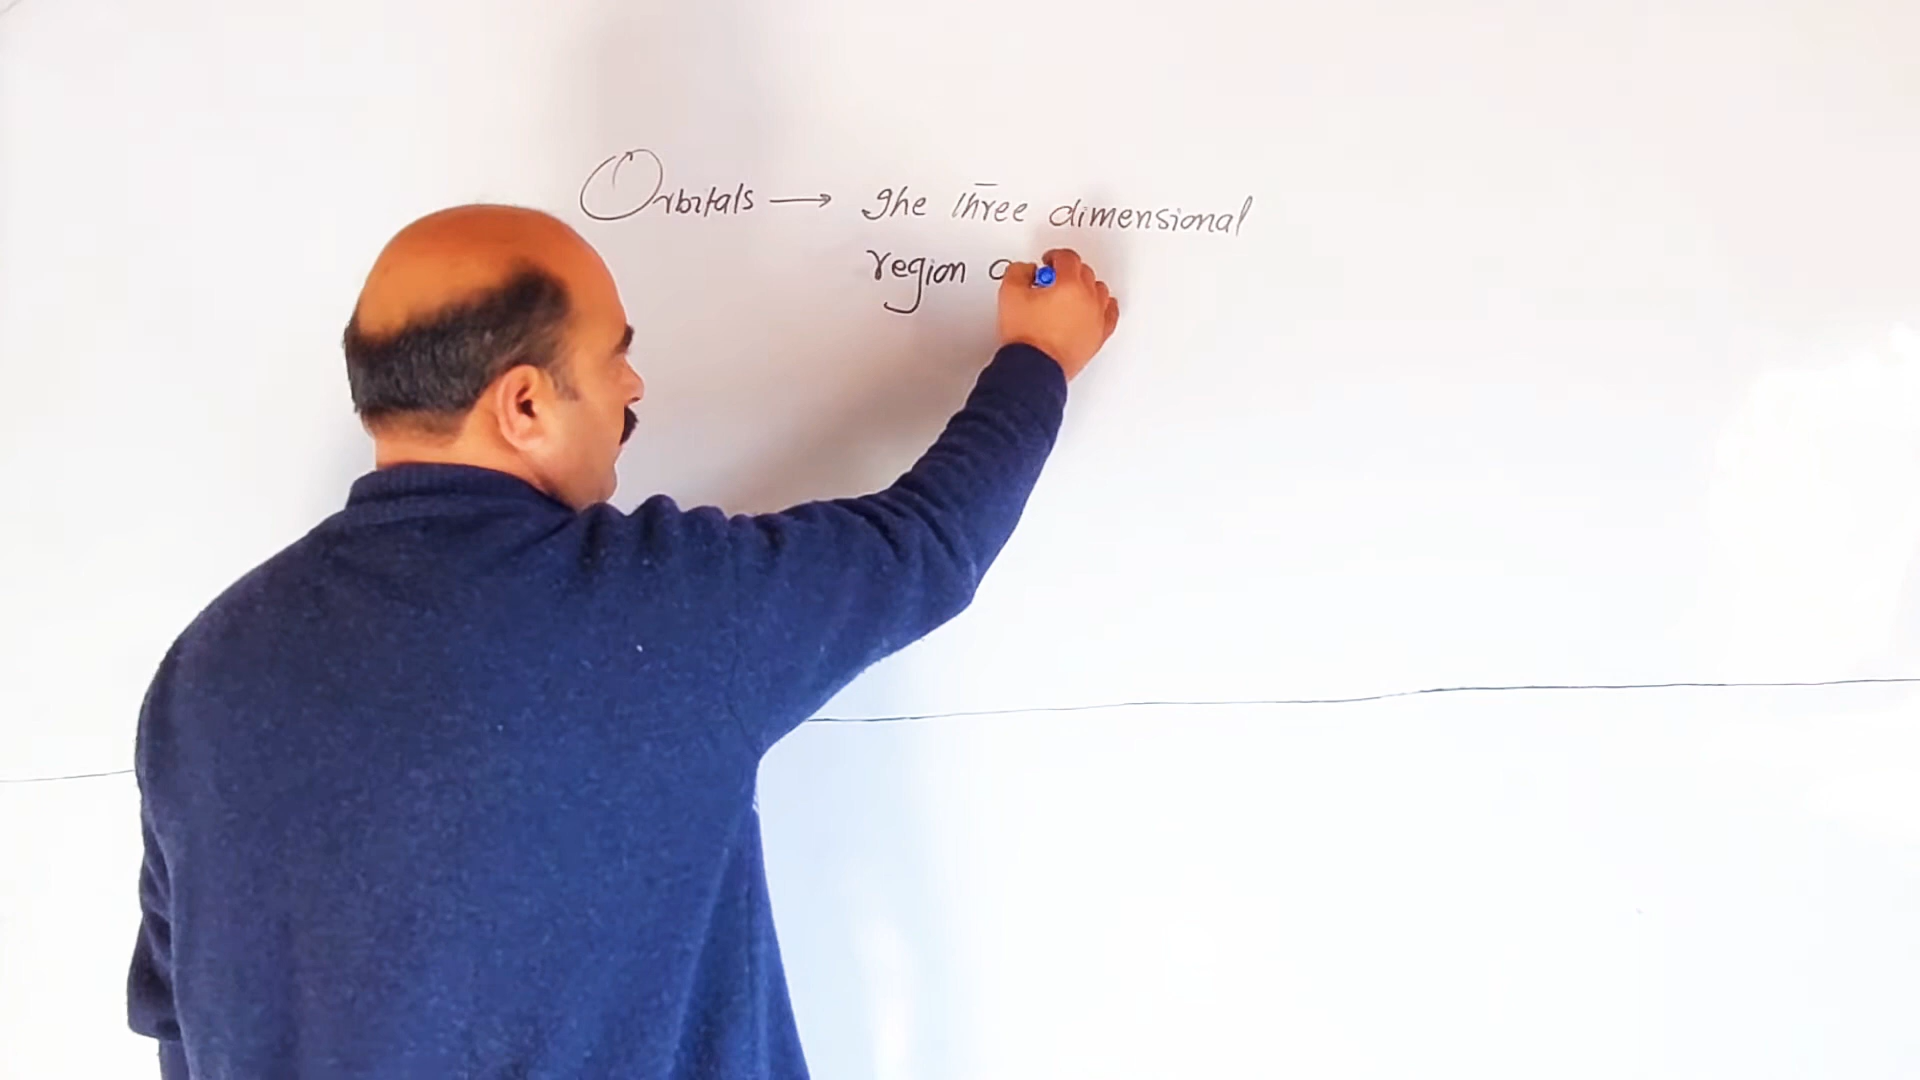 Orbitals → The three dimensional
region